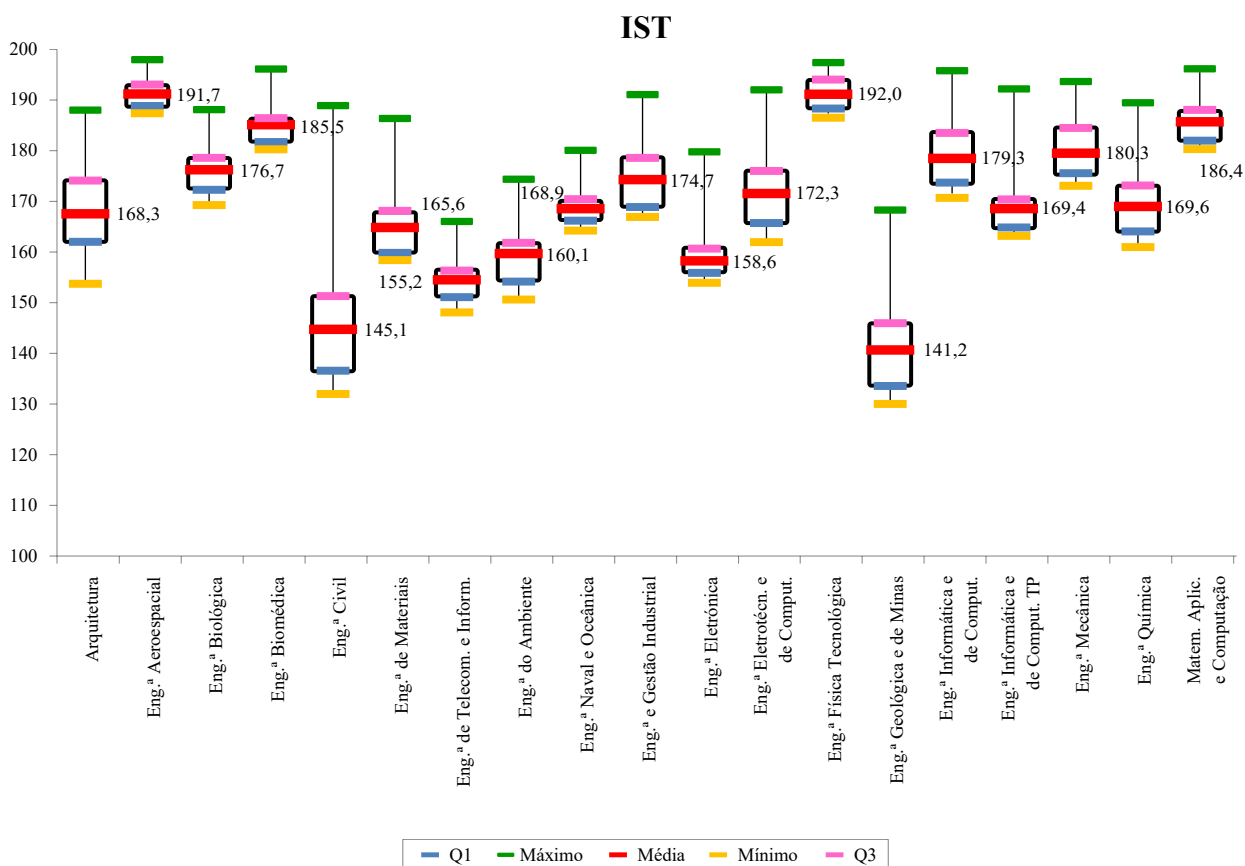 IST
200
190
180
170
160
150
140
130
120
110
100
168,3
191,7
176,7
185,5
145,1
165,6
155,2
160,1
168,9
174,7
158,6
172,3
192,0
141,2
179,3
169,4
180,3
169,6
186,4
Arquitetura
Eng.ª Aeroespacial
Eng.ª Biológica
Eng.ª Biomédica
Eng.ª Civil
Eng.ª de Materiais
Eng.ª de Telecom. e Inform.
Eng.ª do Ambiente
Eng.ª Naval e Oceânica
Eng.ª e Gestão Industrial
Eng.ª Eletrónica
Eng.ª Eletrotécn. e
de Comput.
Eng.ª Física Tecnológica
Eng.ª Geológica e de Minas
Eng.ª Informática e
de Comput.
Eng.ª Informática e
de Comput. TP
Eng.ª Mecânica
Eng.ª Química
Matem. Aplic.
e Computação
Q1 Máximo Média Mínimo Q3